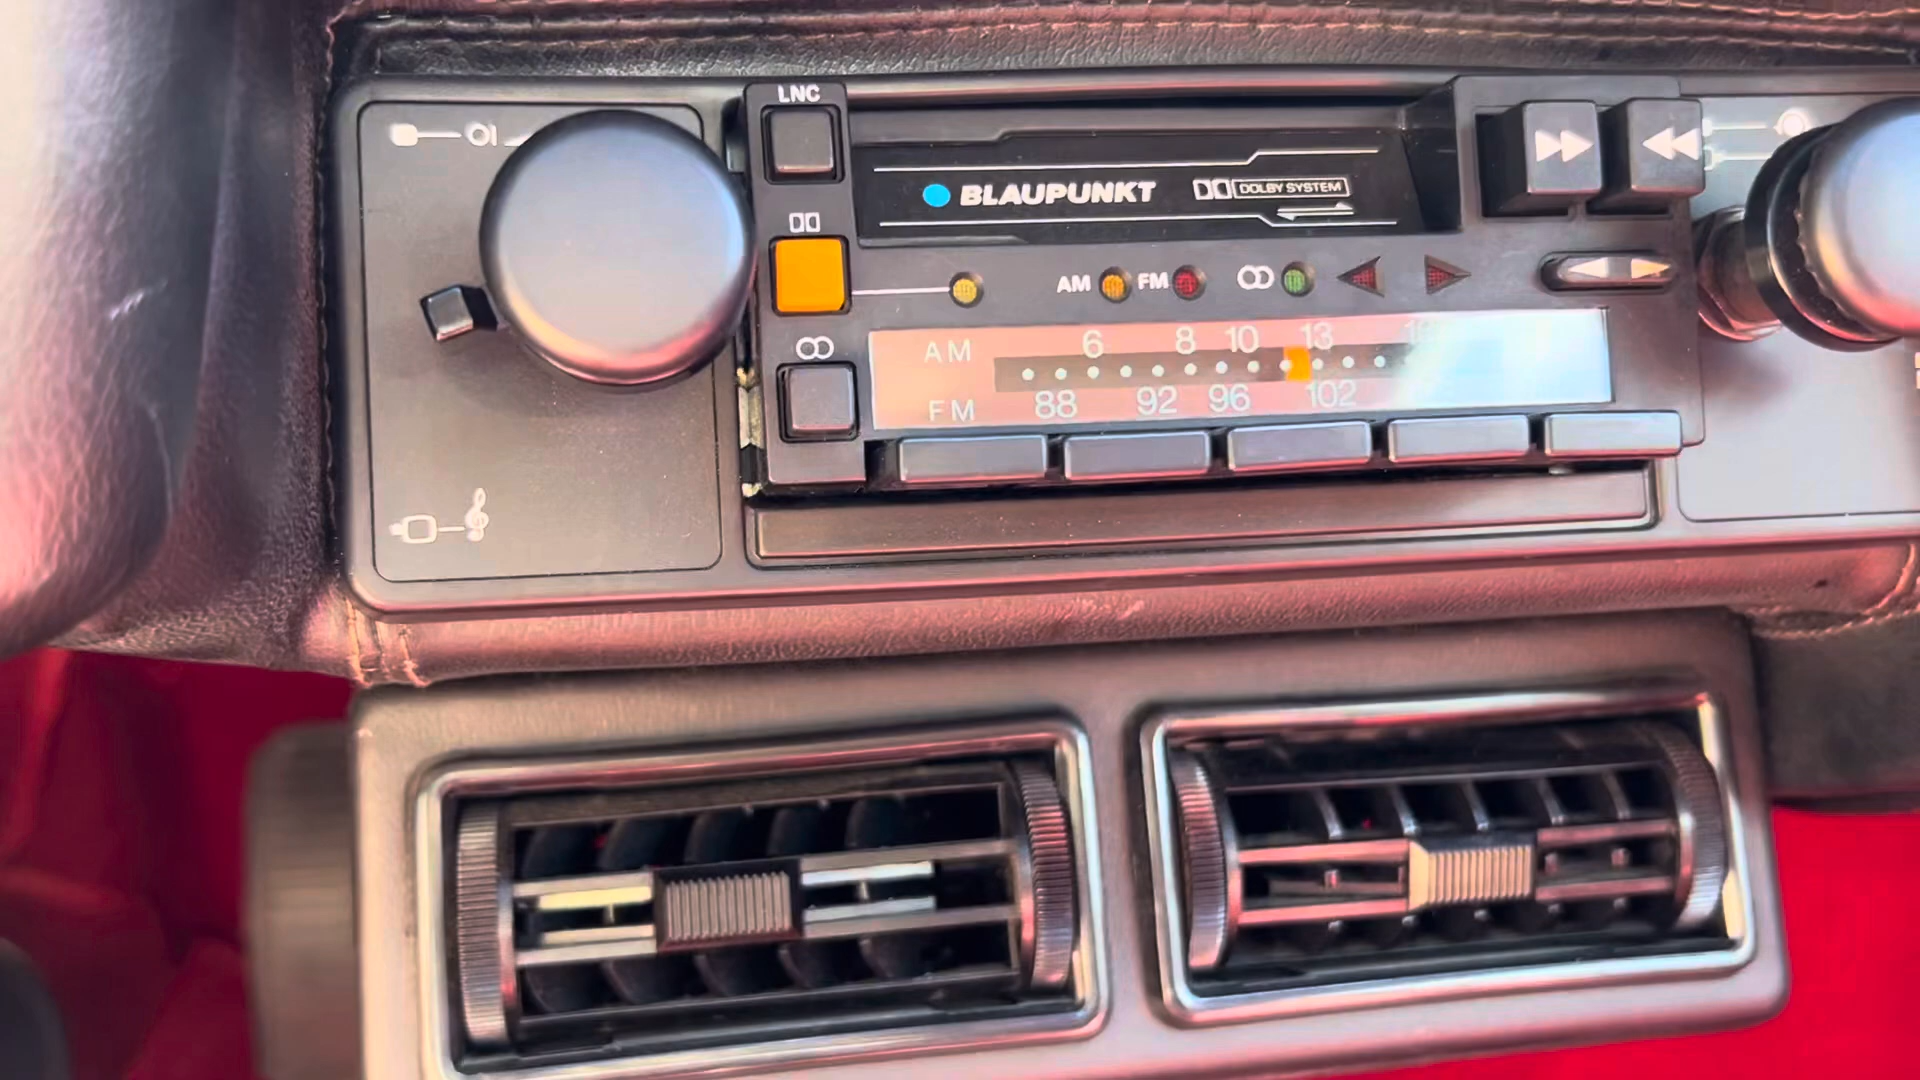 LNC
BLAUPUNKT DOLBY SYSTEM
AM FM
AM 6 8 10 13
FM 88 92 96 102